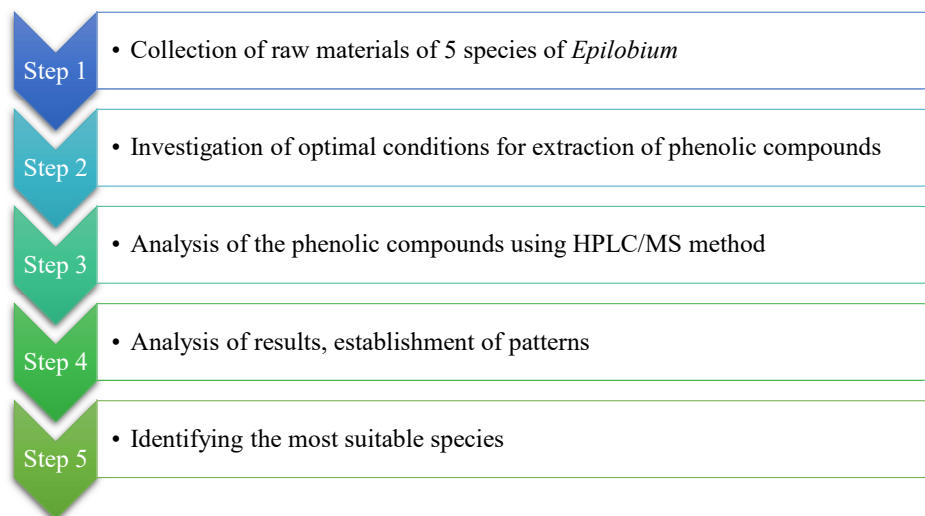 Step 1
• Collection of raw materials of 5 species of Epilobium
Step 2
• Investigation of optimal conditions for extraction of phenolic compounds
Step 3
• Analysis of the phenolic compounds using HPLC/MS method
Step 4
• Analysis of results, establishment of patterns
Step 5
• Identifying the most suitable species